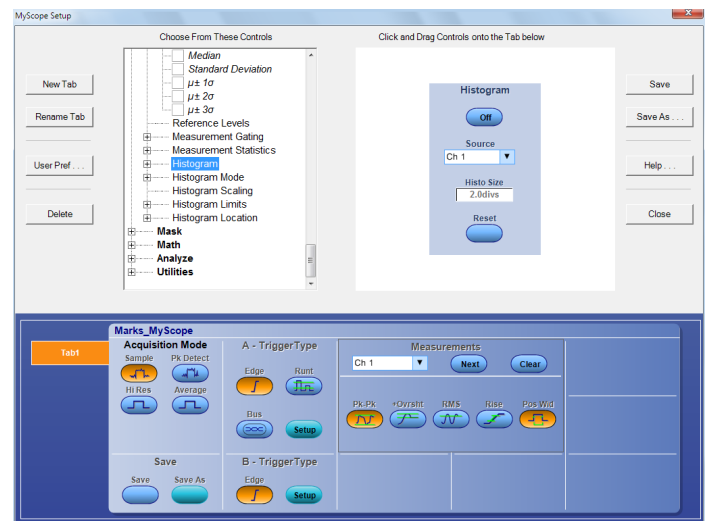 MyScope Setup
Choose From These Controls
Click and Drag Controls onto the Tab below
New Tab
Rename Tab
User Pref . . .
Delete
Median
Standard Deviation
μ± 1σ
μ± 2σ
μ± 3σ
Reference Levels
Measurement Gating
Measurement Statistics
Histogram
Histogram Mode
Histogram Scaling
Histogram Limits
Histogram Location
Mask
Math
Analyze
Utilities
Histogram
Off
Source
Ch 1
Histo Size
2.0divs
Reset
Save
Save As . . .
Help . . .
Close
Tab1
Marks_MyScope
Acquisition Mode
Sample Pk Detect
Hi Res Average
Save
Save Save As
A - TriggerType
Edge Runt
Bus
Setup
B - TriggerType
Edge
Setup
Measurements
Ch 1 Next Clear
Pk-Pk +Ovrsht RMS Rise Pos Wid